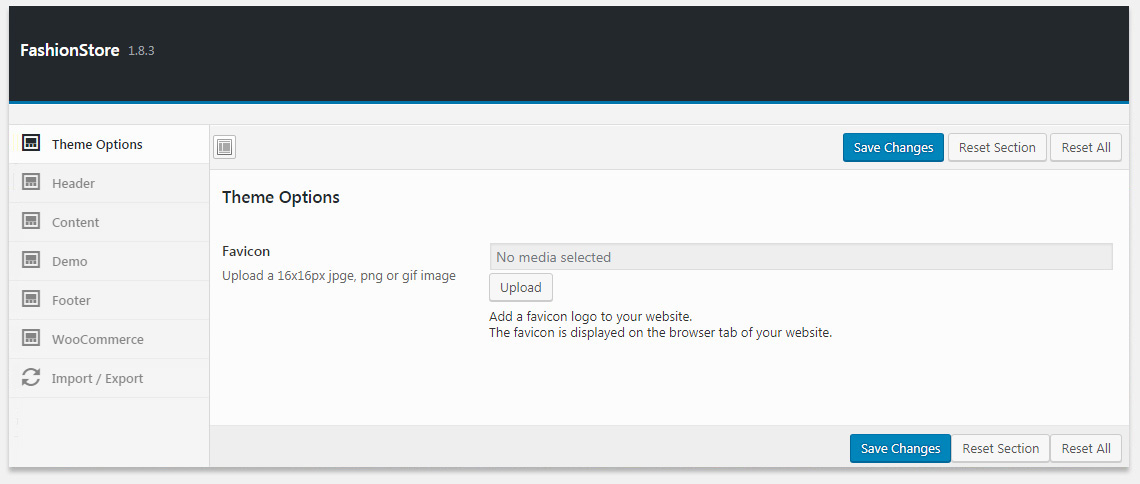 FashionStore 1.8.3
Theme Options
Header
Content
Demo
Footer
WooCommerce
Import / Export
Save Changes Reset Section Reset All
Theme Options
Favicon
Upload a 16x16px jpge, png or gif image
No media selected
Upload
Add a favicon logo to your website.
The favicon is displayed on the browser tab of your website.
Save Changes Reset Section Reset All